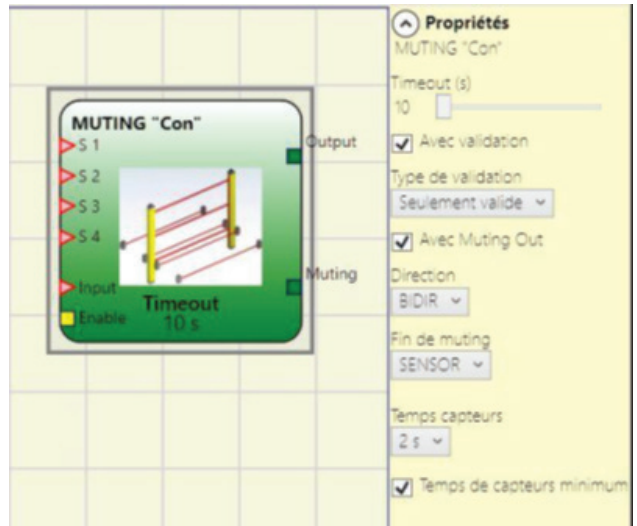 MUTING "Con"
S 1
S 2
S 3
S 4
Input
Enable
Output
Muting
Timeout
10 s
Propriétés
MUTING "Con"
Timeout (s)
10
Avec validation
Type de validation
Seulement valide
Avec Muting Out
Direction
BIDIR
Fin de muting
SENSOR
Temps capteurs
2 s
Temps de capteurs minimum